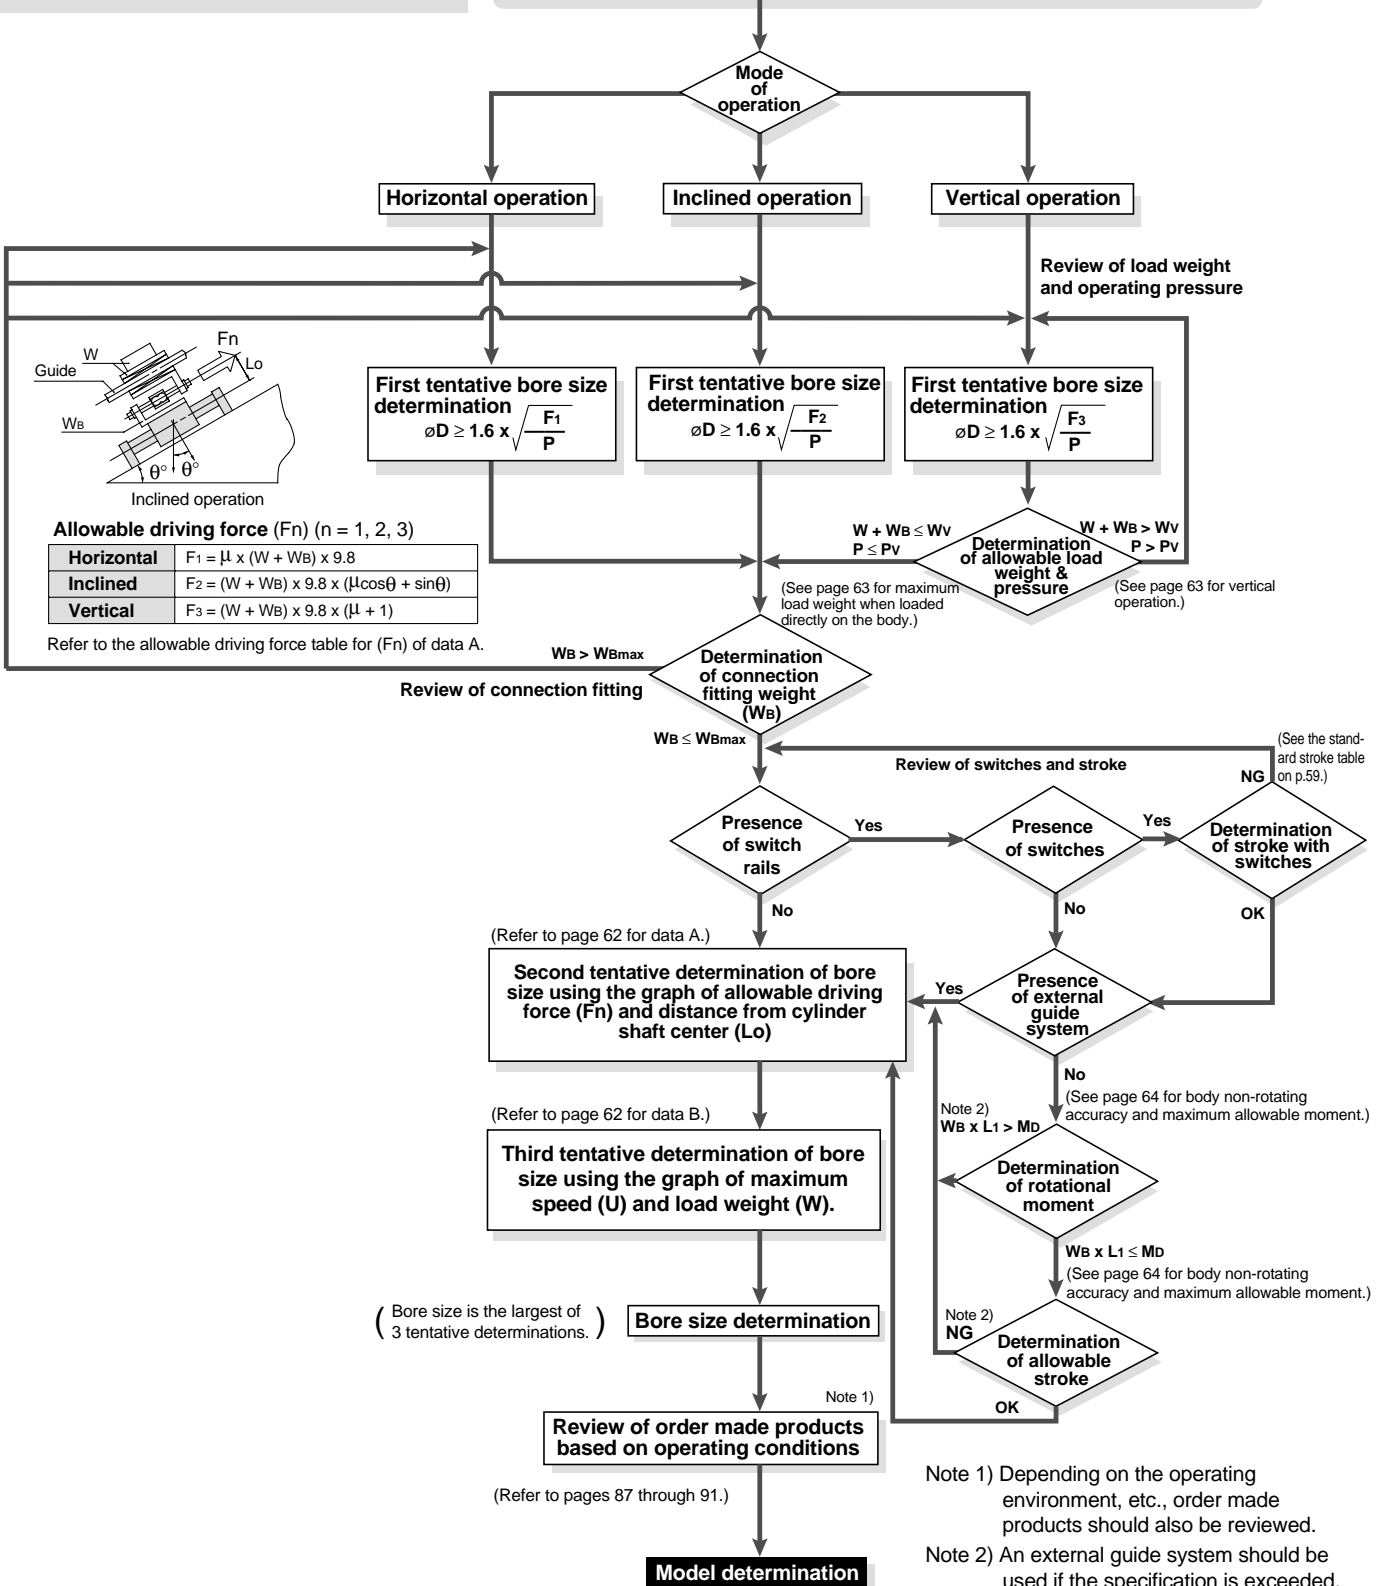 Mode
of
operation
Horizontal operation
Inclined operation
Vertical operation
Review of load weight
and operating pressure
W
Guide
WB
Fn
Lo
θ° θ°
Inclined operation
First tentative bore size
determination
øD ≥ 1.6 x √ F1
P
First tentative bore size
determination
øD ≥ 1.6 x √ F2
P
First tentative bore size
determination
øD ≥ 1.6 x √ F3
P
Allowable driving force (Fn) (n = 1, 2, 3)
Horizontal F1 = μ x (W + WB) x 9.8
Inclined F2 = (W + WB) x 9.8 x (μcosθ + sinθ)
Vertical F3 = (W + WB) x 9.8 x (μ + 1)
Refer to the allowable driving force table for (Fn) of data A.
W + WB ≤ WV
P ≤ PV
Determination
of allowable load
weight &
pressure
W + WB > WV
P > PV
(See page 63 for maximum
load weight when loaded
directly on the body.)
(See page 63 for vertical
operation.)
WB > WBmax
Review of connection fitting
Determination
of connection
fitting weight
(WB)
WB ≤ WBmax
Review of switches and stroke
(See the stand-
ard stroke table
on p.59.)
NG
Presence
of switch
rails
Yes
Presence
of switches
Yes
Determination
of stroke with
switches
No
No
OK
(Refer to page 62 for data A.)
Second tentative determination of bore
size using the graph of allowable driving
force (Fn) and distance from cylinder
shaft center (Lo)
Yes
Presence
of external
guide
system
No
(See page 64 for body non-rotating
accuracy and maximum allowable moment.)
Note 2)
WB x L1 > MD
(Refer to page 62 for data B.)
Third tentative determination of bore
size using the graph of maximum
speed (U) and load weight (W).
Determination
of rotational
moment
WB x L1 ≤ MD
(See page 64 for body non-rotating
accuracy and maximum allowable moment.)
( Bore size is the largest of
3 tentative determinations. )
Bore size determination
Note 2)
NG
Determination
of allowable
stroke
OK
Note 1)
Review of order made products
based on operating conditions
(Refer to pages 87 through 91.)
Model determination
Note 1) Depending on the operating
environment, etc., order made
products should also be reviewed.
Note 2) An external guide system should be
used if the specification is exceeded.